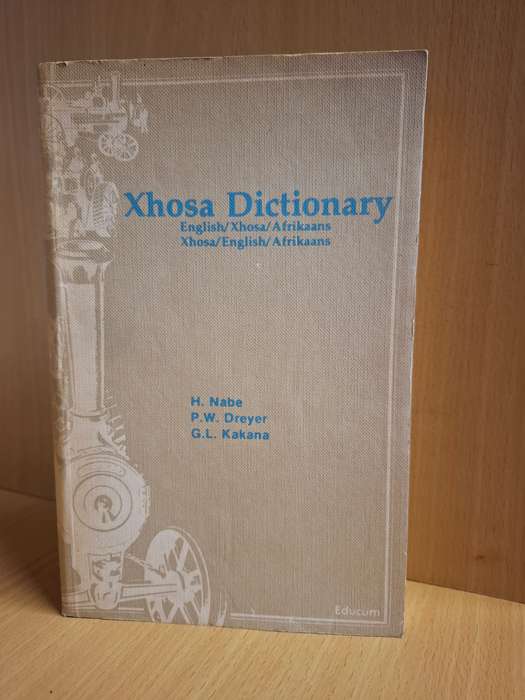 Xhosa Dictionary
English/Xhosa/Afrikaans
Xhosa/English/Afrikaans
H. Nabe
P.W. Dreyer
G.L. Kakana
Educum